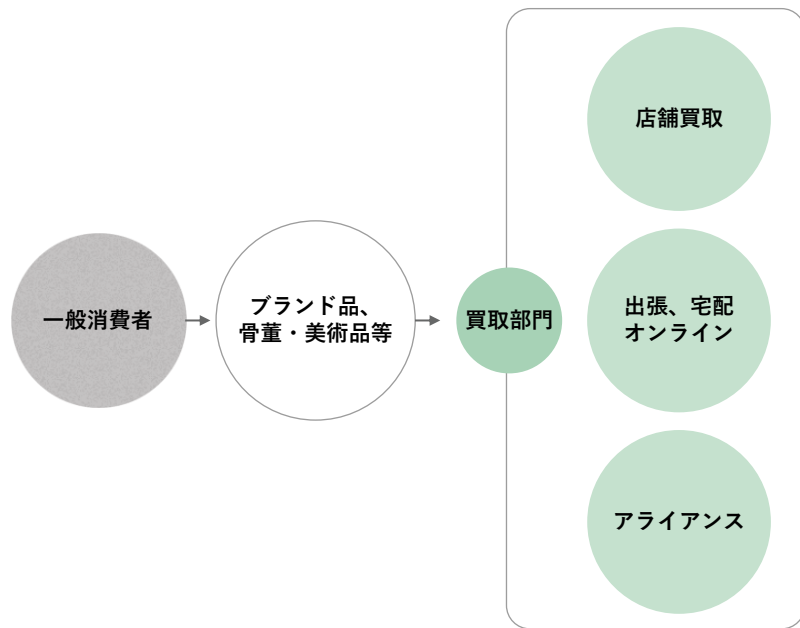 一般消費者
ブランド品、
骨董・美術品等
買取部門
店舗買取
出張、宅配
オンライン
アライアンス